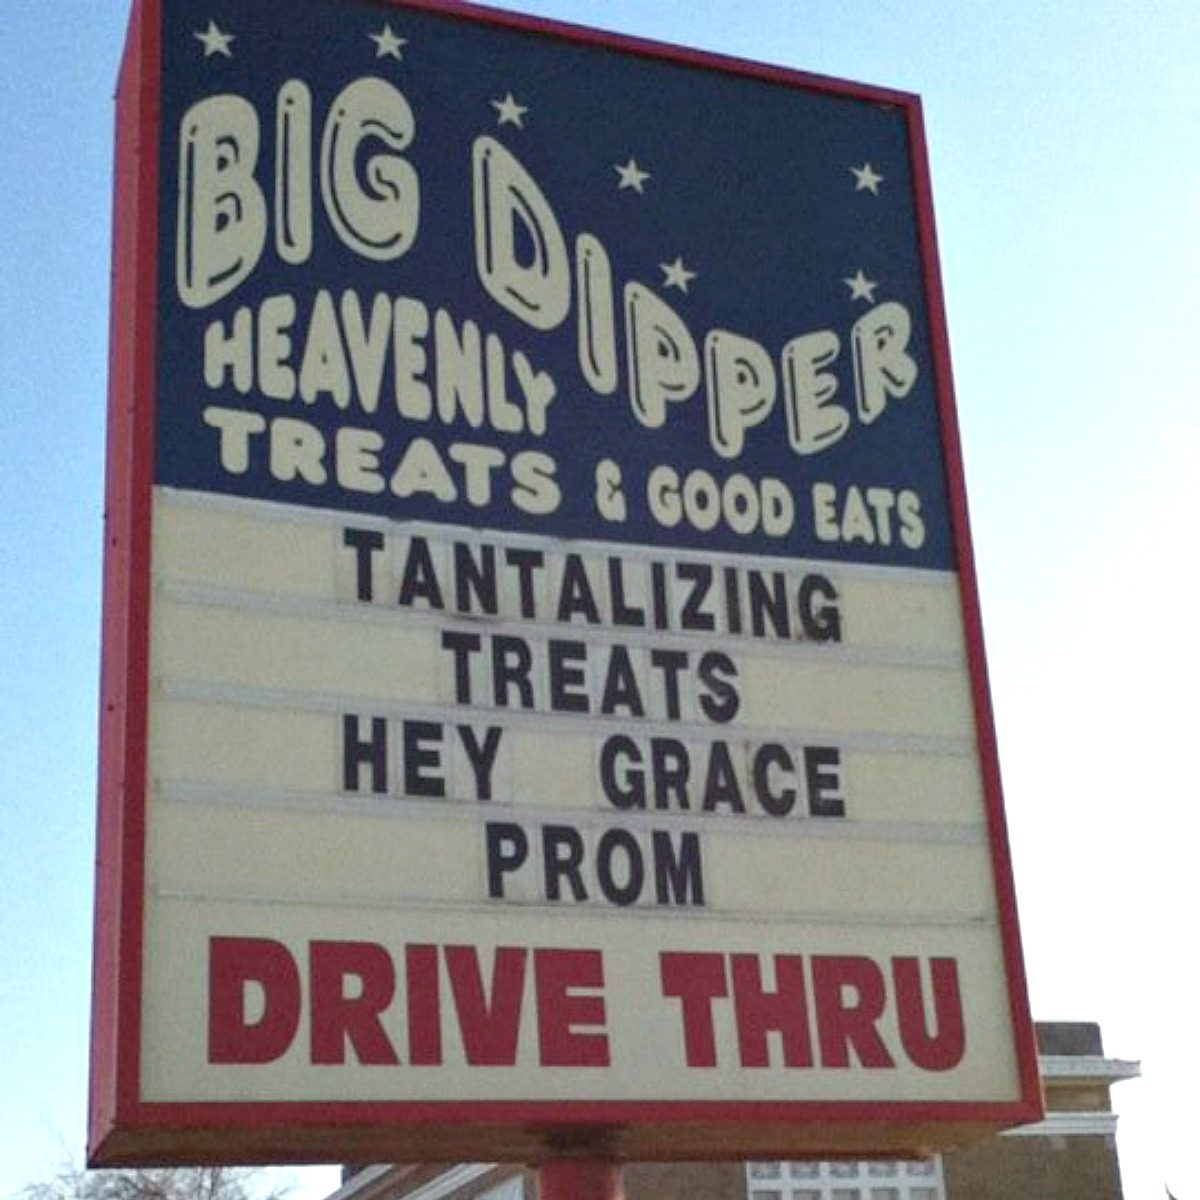 BIG DIPPER
HEAVENLY
TREATS & GOOD EATS
TANTALIZING
TREATS
HEY GRACE
PROM
DRIVE THRU